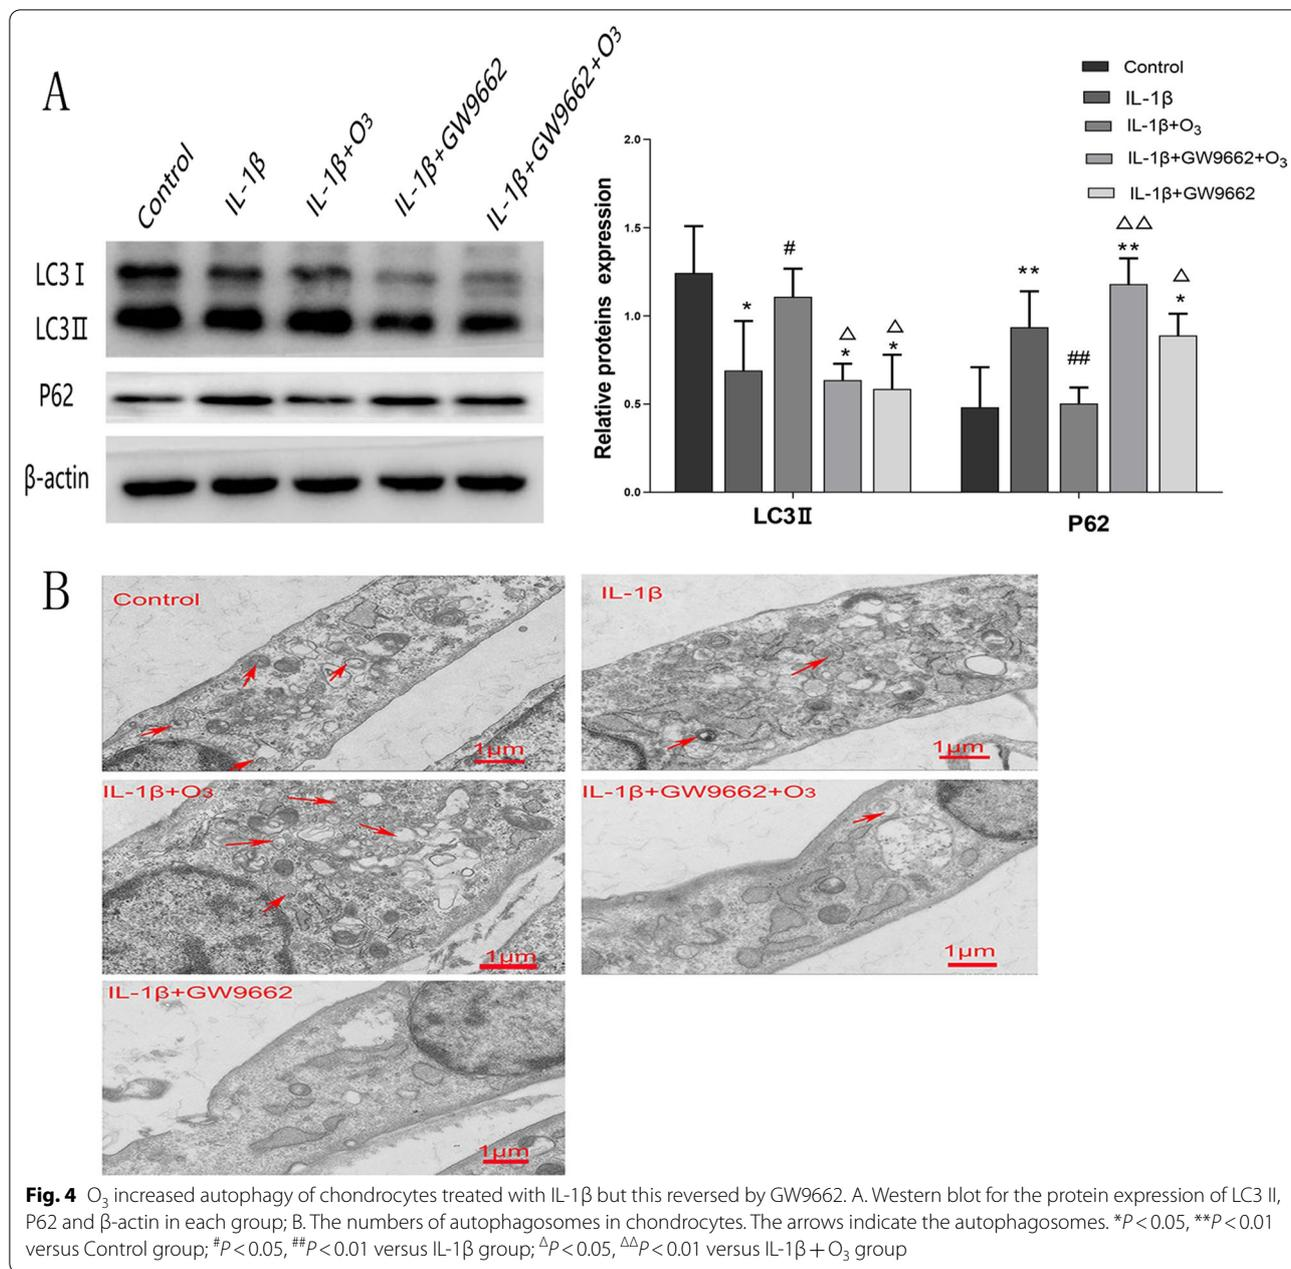 A
Control
IL-1β
IL-1β+O₃
IL-1β+GW9662
IL-1β+GW9662+O₃
LC3 I
LC3 II
P62
β-actin
Control
IL-1β
IL-1β+O₃
IL-1β+GW9662+O₃
IL-1β+GW9662
Relative proteins expression
2.0
1.5
1.0
0.5
0.0
*
#
△
*
△
*
**
##
△△
**
△
*
LC3 II
P62
B
Control
1μm
IL-1β
1μm
IL-1β+O₃
1μm
IL-1β+GW9662+O₃
1μm
IL-1β+GW9662
1μm
Fig. 4 O₃ increased autophagy of chondrocytes treated with IL-1β but this reversed by GW9662. A. Western blot for the protein expression of LC3 II,
P62 and β-actin in each group; B. The numbers of autophagosomes in chondrocytes. The arrows indicate the autophagosomes. *P < 0.05, **P < 0.01
versus Control group; #P < 0.05, ##P < 0.01 versus IL-1β group; △P < 0.05, △△P < 0.01 versus IL-1β + O₃ group